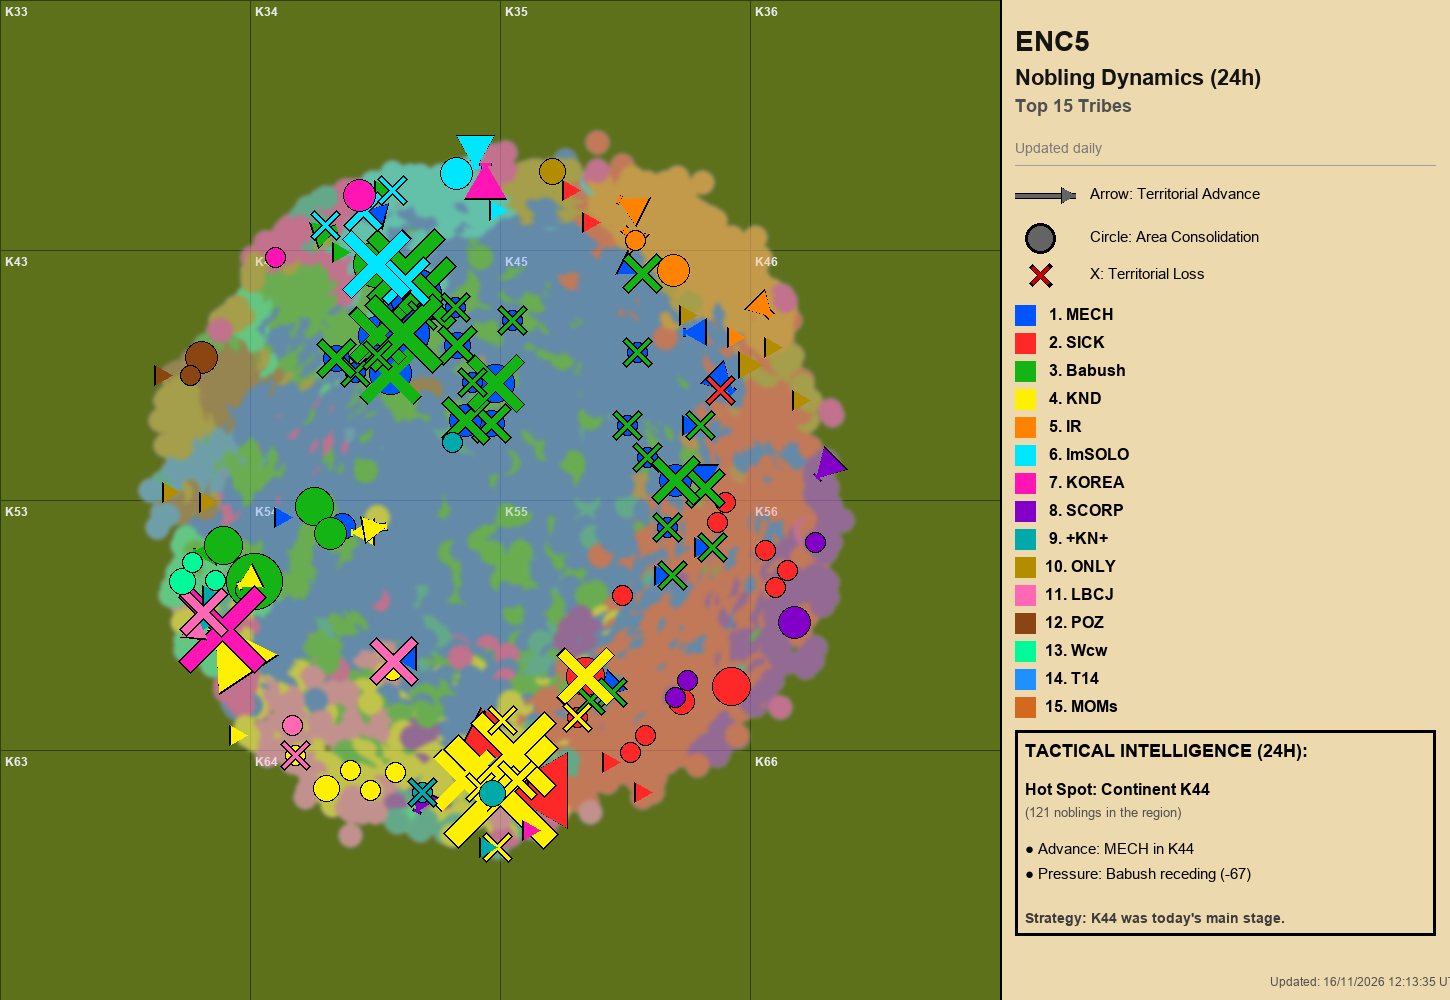 K33
K34
K35
K36
K43
K45
K46
K53
K54
K55
K56
K63
K64
K66
ENC5
Nobling Dynamics (24h)
Top 15 Tribes
Updated daily
Arrow: Territorial Advance
Circle: Area Consolidation
X: Territorial Loss
1. MECH
2. SICK
3. Babush
4. KND
5. IR
6. ImSOLO
7. KOREA
8. SCORP
9. +KN+
10. ONLY
11. LBCJ
12. POZ
13. Wcw
14. T14
15. MOMs
TACTICAL INTELLIGENCE (24H):
Hot Spot: Continent K44
(121 noblings in the region)
● Advance: MECH in K44
● Pressure: Babush receding (-67)
Strategy: K44 was today's main stage.
Updated: 16/11/2026 12:13:35